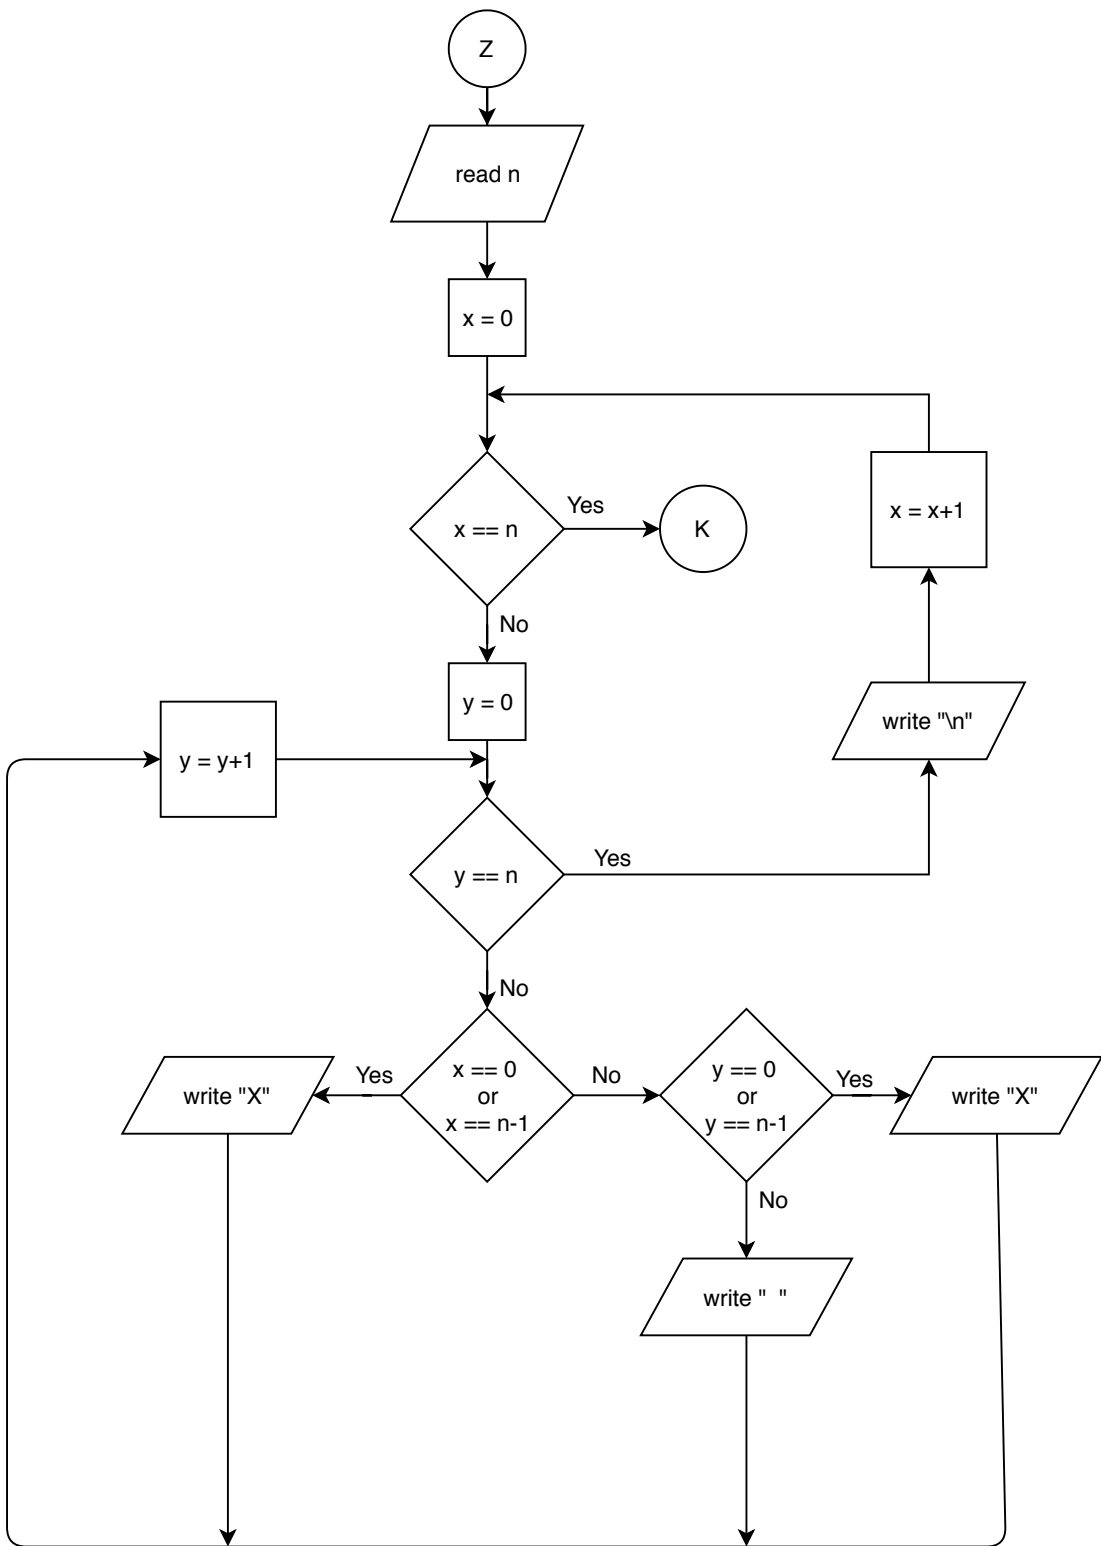 Z
read n
x = 0
x == n
Yes
K
x = x+1
No
y = 0
write "\n"
y = y+1
y == n
Yes
No
write "X"
Yes
x == 0
or
x == n-1
No
y == 0
or
y == n-1
Yes
write "X"
No
write "  "